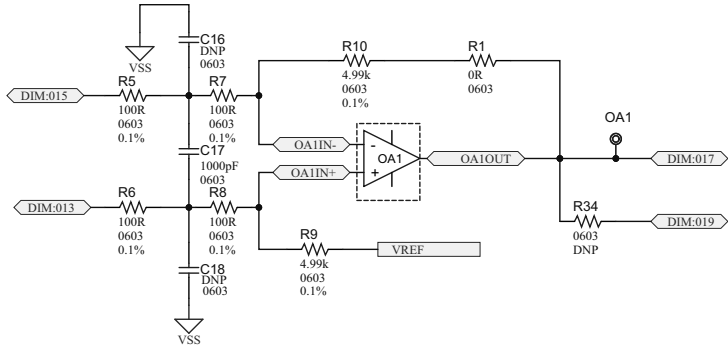 C16
DNP
0603
VSS
R10
4.99k
0603
0.1%
R1
0R
0603
DIM:015
R5
100R
0603
0.1%
R7
100R
0603
0.1%
OA1
C17
1000pF
0603
OA1IN-
-
OA1
OA1OUT
DIM:017
OA1IN+
+
DIM:013
R6
100R
0603
0.1%
R8
100R
0603
0.1%
R34
0603
DNP
DIM:019
R9
4.99k
0603
0.1%
VREF
C18
DNP
0603
VSS